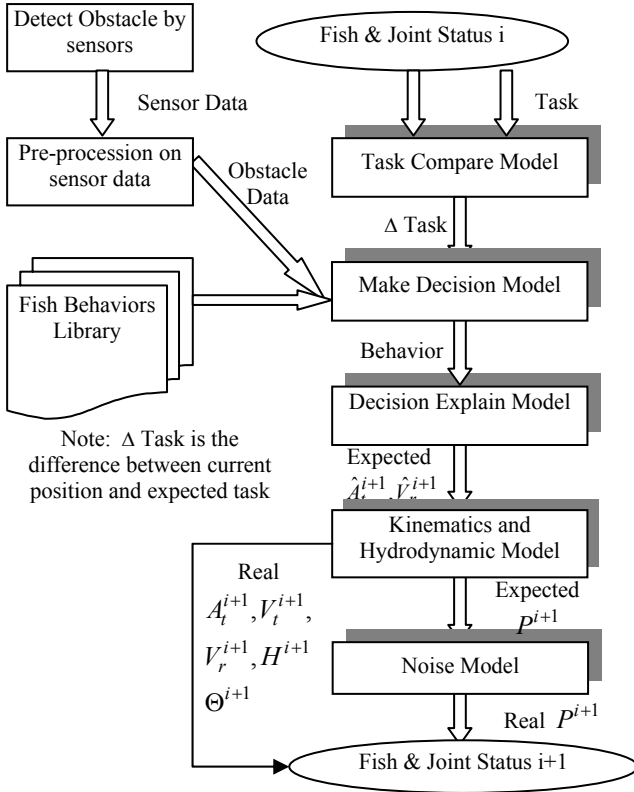 Detect Obstacle by
sensors
Fish & Joint Status i
Sensor Data
Task
Pre-procession on
sensor data
Task Compare Model
Obstacle
Data
Δ Task
Fish Behaviors
Library
Make Decision Model
Behavior
Decision Explain Model
Note: Δ Task is the
difference between current
position and expected task
Expected
Â_t^{i+1}, V̂_r^{i+1}
Kinematics and
Hydrodynamic Model
Real
A_t^{i+1}, V_t^{i+1},
V_r^{i+1}, H^{i+1}
Θ^{i+1}
Expected
P^{i+1}
Noise Model
Real P^{i+1}
Fish & Joint Status i+1